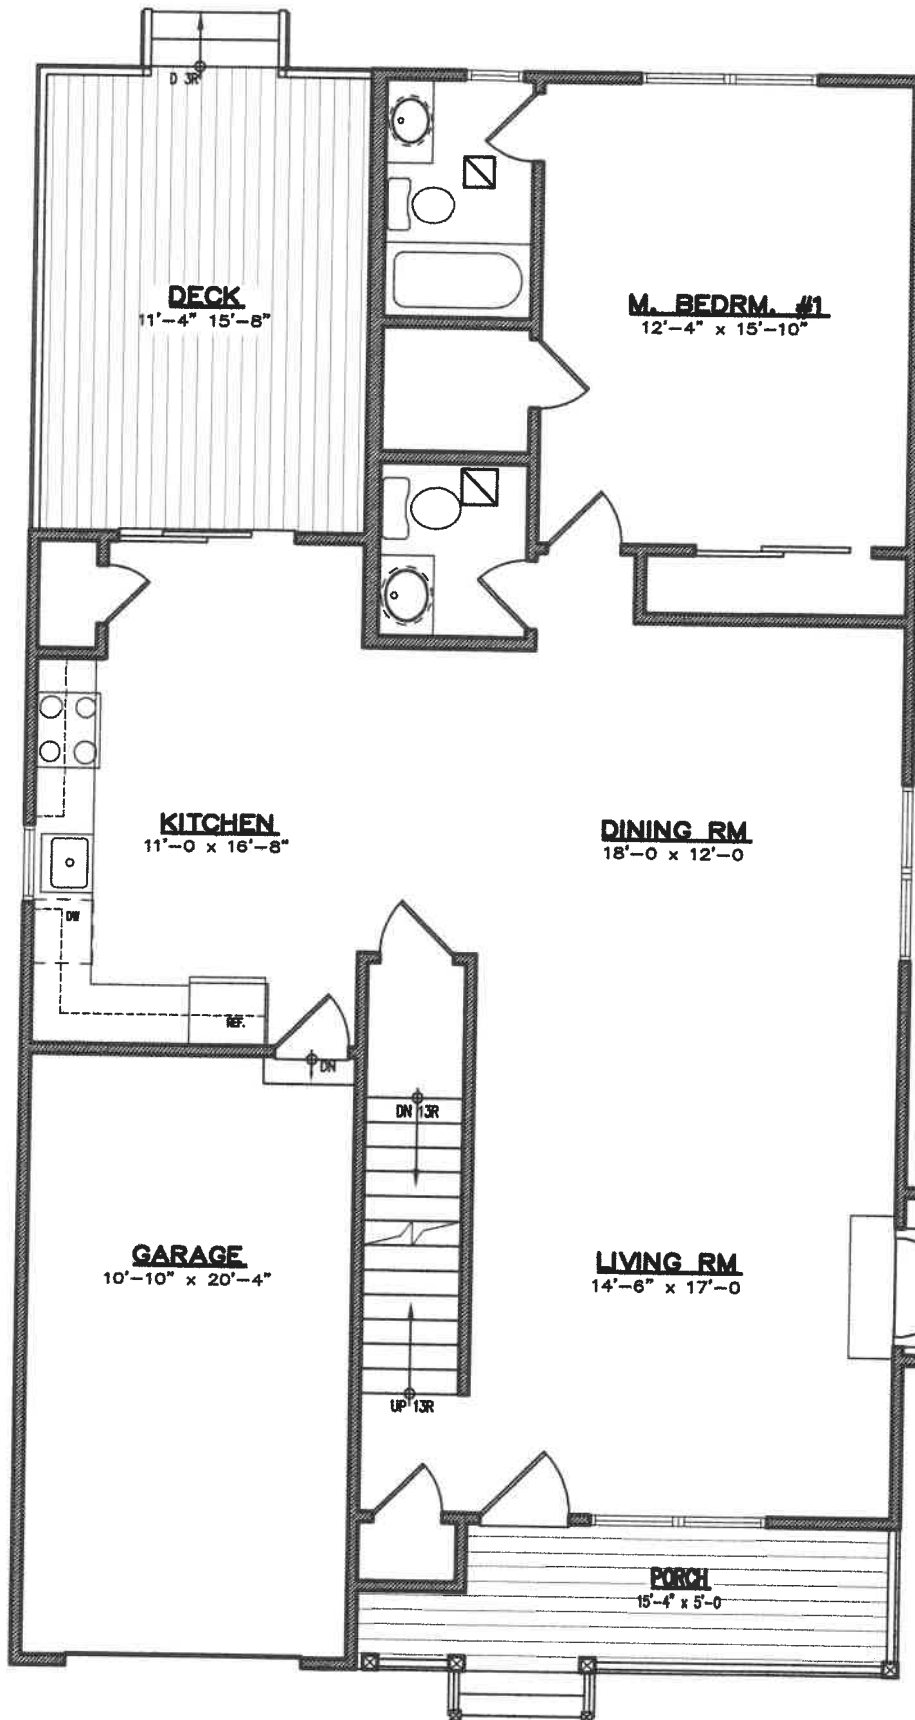 D 3R
DECK
11'-4" 15'-8"
M. BEDRM. #1
12'-4" x 15'-10"
KITCHEN
11'-0 x 16'-8"
DINING RM
18'-0 x 12'-0
DW
REF.
DN
DN 13R
GARAGE
10'-10" x 20'-4"
LIVING RM
14'-6" x 17'-0
UP 13R
PORCH
15'-4" x 5'-0